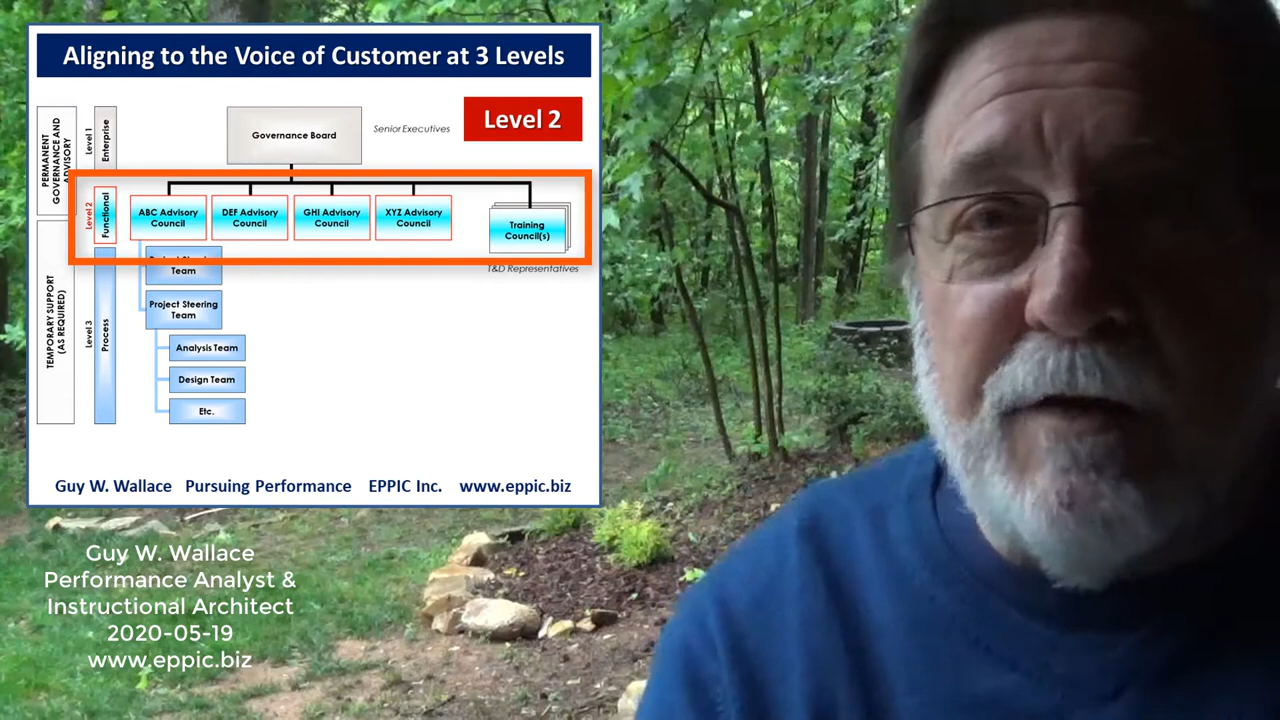 Aligning to the Voice of Customer at 3 Levels
Level 2
PERMANENT
GOVERNANCE AND
ADVISORY
Level 1
Enterprise
Governance Board
Senior Executives
Level 2
Functional
ABC Advisory
Council
DEF Advisory
Council
GHI Advisory
Council
XYZ Advisory
Council
Training
Council(s)
T&D Representatives
TEMPORARY SUPPORT
(AS REQUIRED)
Level 3
Process
Project Steering
Team
Project Steering
Team
Analysis Team
Design Team
Etc.
Guy W. Wallace Pursuing Performance EPPIC Inc. www.eppic.biz
Guy W. Wallace
Performance Analyst &
Instructional Architect
2020-05-19
www.eppic.biz